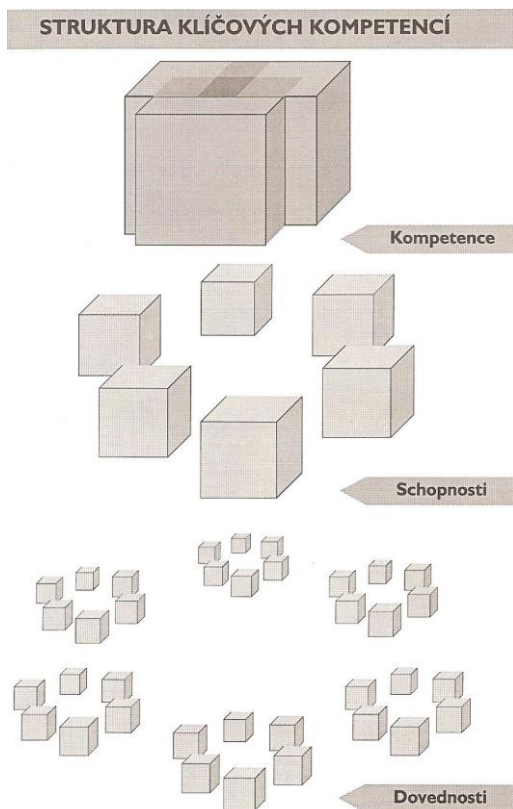 STRUKTURA KLÍČOVÝCH KOMPETENCÍ
Kompetence
Schopnosti
Dovednosti